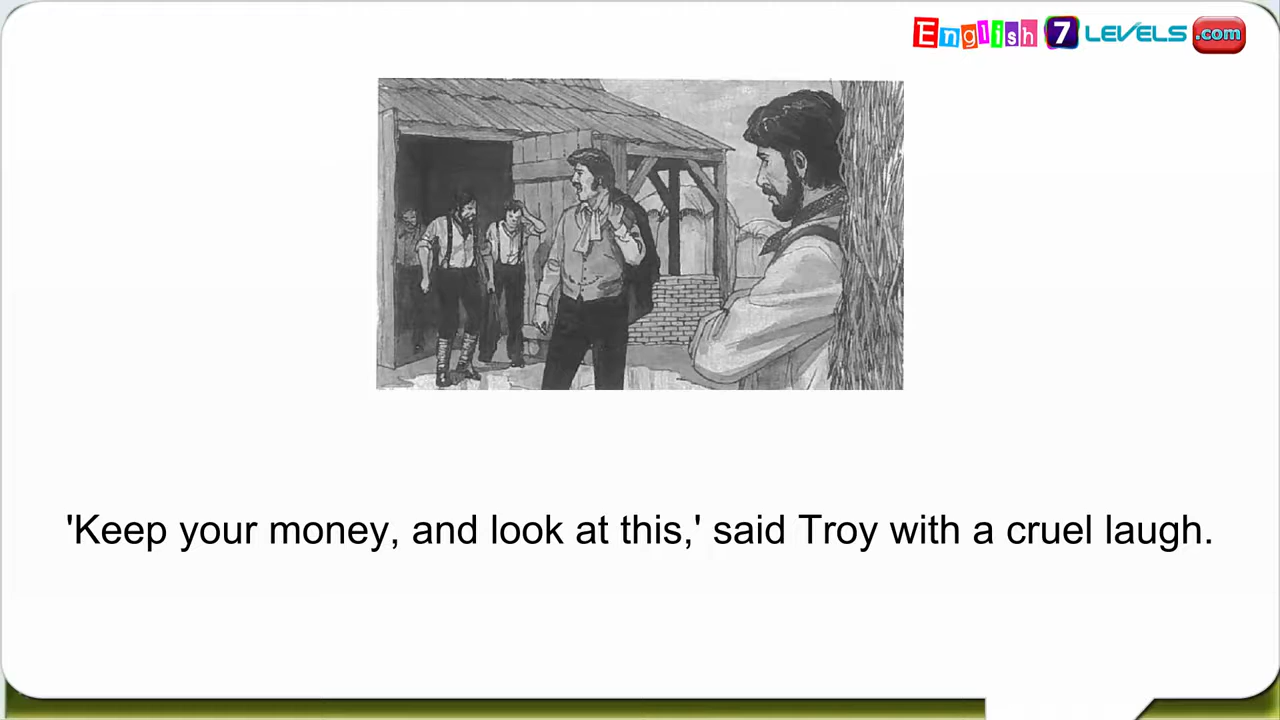 English 7 LEVELS .com
'Keep your money, and look at this,' said Troy with a cruel laugh.